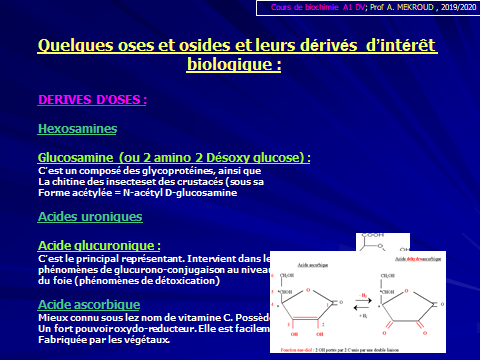 Cours de biochimie A1 DV; Prof A. MEKROUD , 2019/2020
Quelques oses et osides et leurs dérivés d'intérêt
biologique :
DERIVES D'OSES :
Hexosamines
Glucosamine (ou 2 amino 2 Désoxy glucose) :
C'est un composé des glycoprotéines, ainsi que
La chitine des insecteset des crustacés (sous sa
Forme acétylée = N-acétyl D-glucosamine
Acides uroniques
Acide glucuronique :
C'est le principal représentant. Intervient dans le
phénomènes de glucurono-conjugaison au niveau
du foie (phénomènes de détoxication)
Acide ascorbique
Mieux connu sous lez nom de vitamine C. Possède
Un fort pouvoir oxydo-reducteur. Elle est facilem
Fabriquée par les végétaux.
COOH
O
Acide ascorbique
Acide déhydroascorbique
CH₂OH
CH₂OH
OH
OH
O
O
- H₂
+ H₂
OH
OH
O
O
Fonction ène-diol : 2 OH portés par 2 C unis par une double liaison